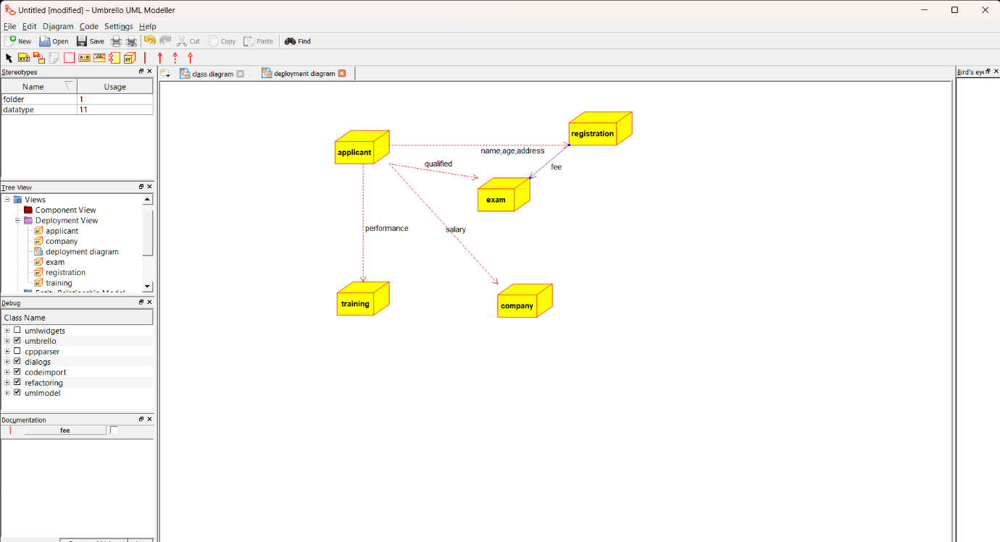 Untitled [modified] – Umbrello UML Modeller
File Edit Diagram Code Settings Help
New Open Save Cut Copy Paste Find
XYZ A:B ABC XY
Stereotypes
Name Usage
folder 1
datatype 11
Tree View
Views
Component View
Deployment View
applicant
company
deployment diagram
exam
registration
training
Debug
Class Name
umlwidgets
umbrello
cppparser
dialogs
codeimport
refactoring
umlmodel
Documentation
fee
class diagram deployment diagram
Bird's eye
registration
applicant
name,age,address
qualified
fee
exam
performance
salary
training
company